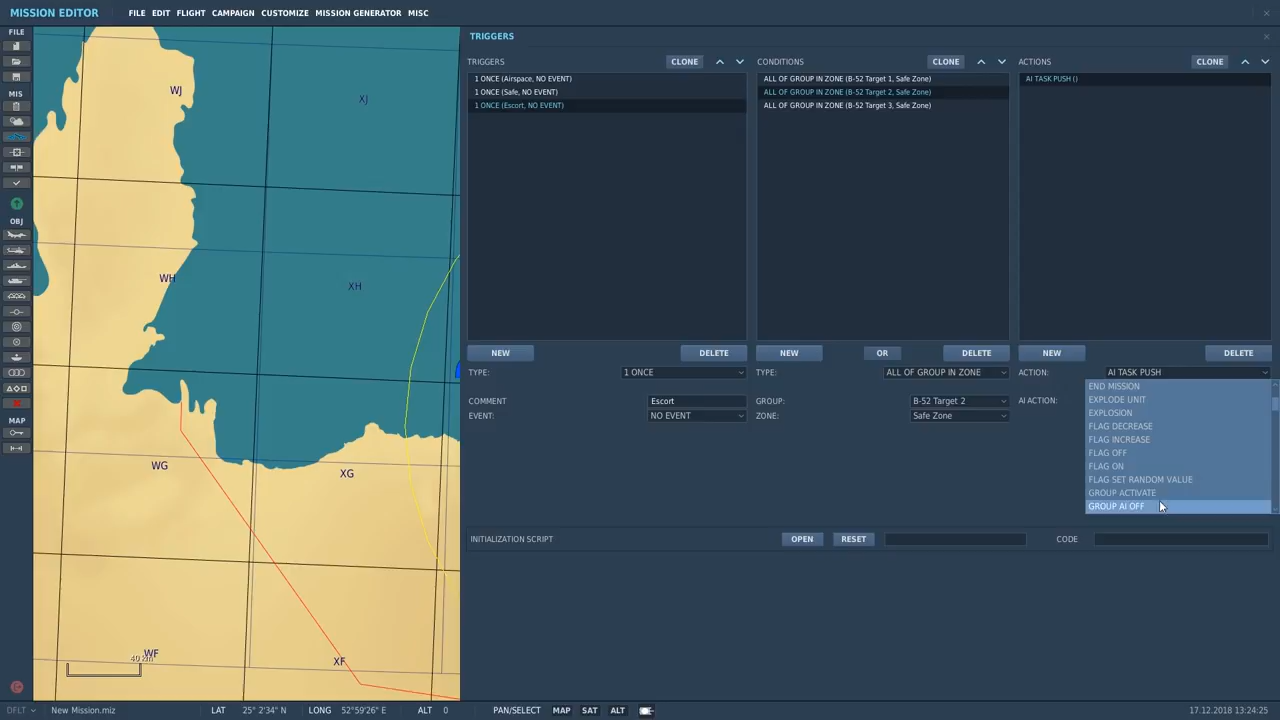 MISSION EDITOR FILE EDIT FLIGHT CAMPAIGN CUSTOMIZE MISSION GENERATOR MISC
FILE
MIS
OBJ
MAP
WJ
XJ
WH
XH
WG
XG
WF
XF
40 km
TRIGGERS
TRIGGERS CLONE
1 ONCE (Airspace, NO EVENT)
1 ONCE (Safe, NO EVENT)
1 ONCE (Escort, NO EVENT)
NEW DELETE
TYPE: 1 ONCE
COMMENT Escort
EVENT: NO EVENT
CONDITIONS CLONE
ALL OF GROUP IN ZONE (B-52 Target 1, Safe Zone)
ALL OF GROUP IN ZONE (B-52 Target 2, Safe Zone)
ALL OF GROUP IN ZONE (B-52 Target 3, Safe Zone)
NEW OR DELETE
TYPE: ALL OF GROUP IN ZONE
GROUP: B-52 Target 2
ZONE: Safe Zone
ACTIONS CLONE
AI TASK PUSH ()
NEW DELETE
ACTION: AI TASK PUSH
AI ACTION:
END MISSION
EXPLODE UNIT
EXPLOSION
FLAG DECREASE
FLAG INCREASE
FLAG OFF
FLAG ON
FLAG SET RANDOM VALUE
GROUP ACTIVATE
GROUP AI OFF
INITIALIZATION SCRIPT OPEN RESET CODE
DFLT New Mission.miz LAT 25° 2'34" N LONG 52°59'26" E ALT 0 PAN/SELECT MAP SAT ALT 17.12.2018 13:24:25